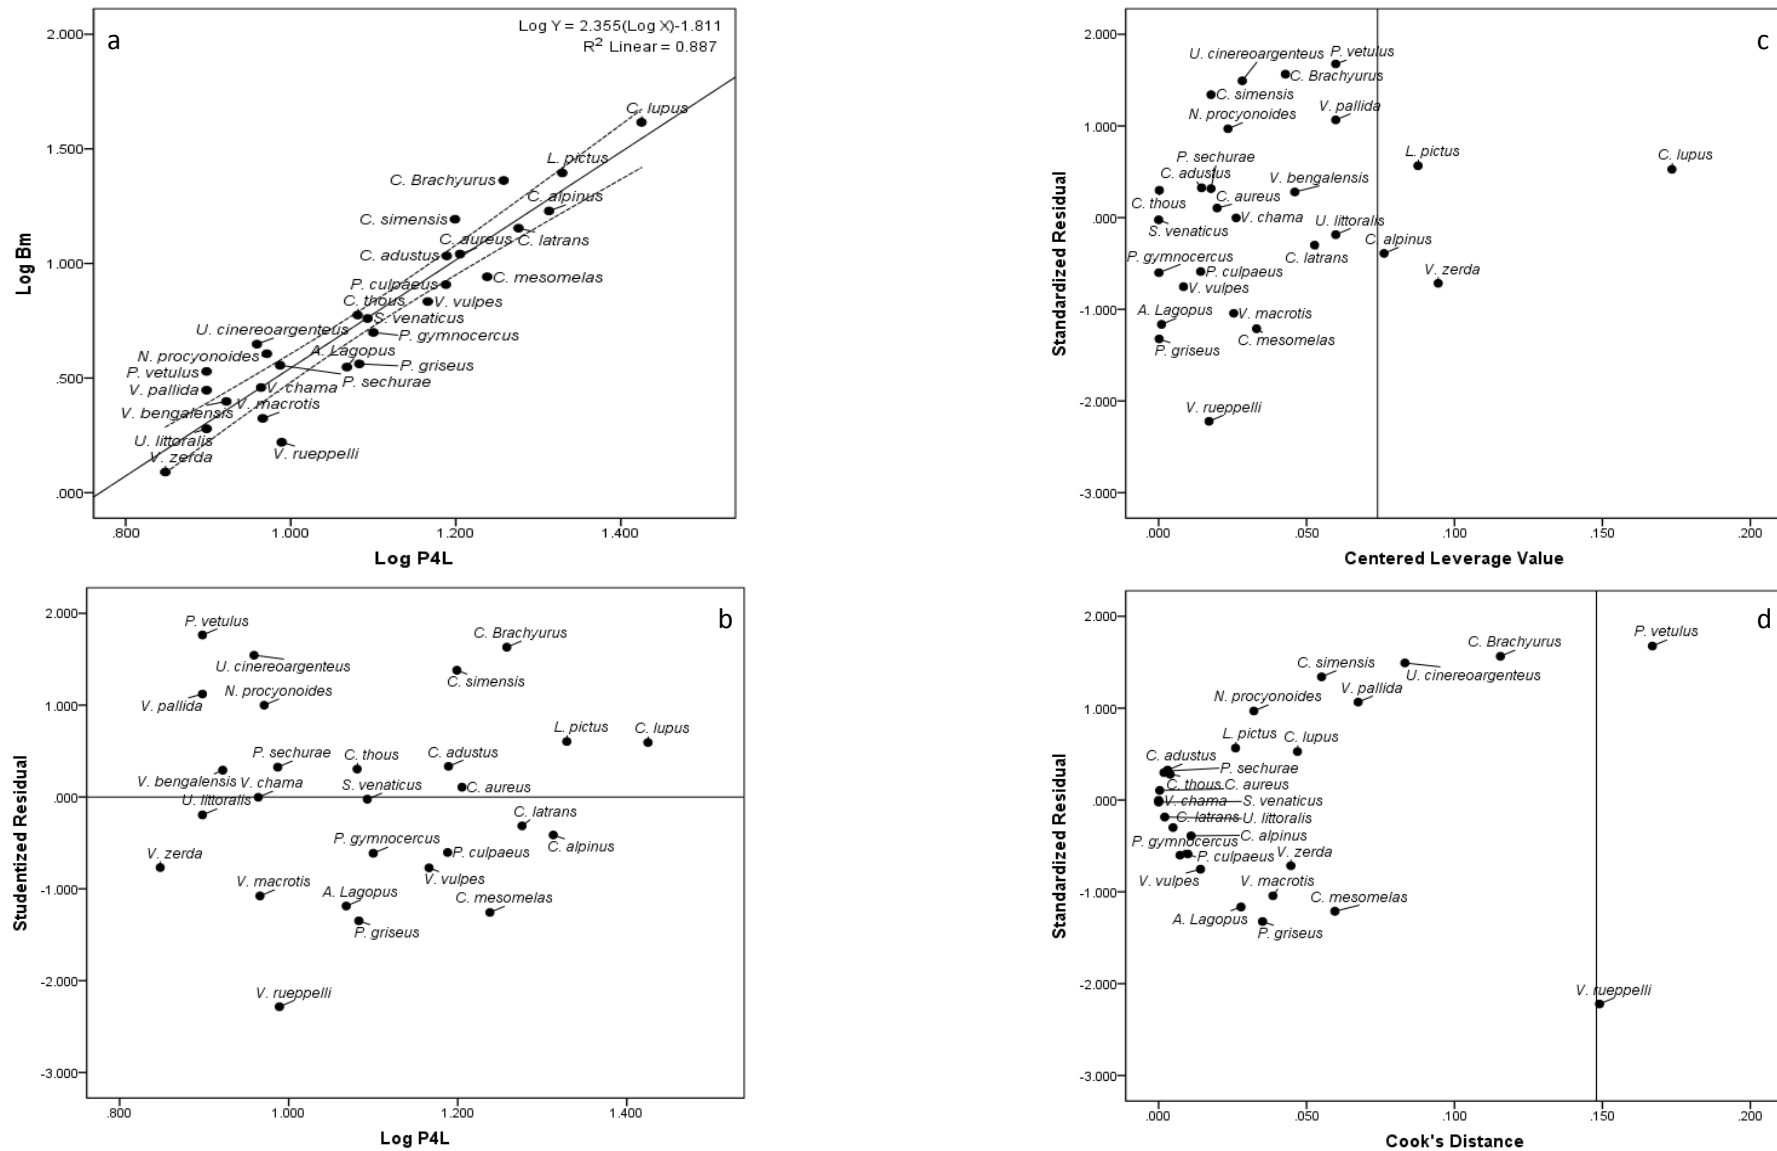 a
Log Y = 2.355(Log X)-1.811
R2 Linear = 0.887
2.000
1.500
1.000
.500
.000
Log Bm
C. lupus
L. pictus
C. Brachyurus
C. alpinus
C. simensis
C. aureus
C. latrans
C. adustus
C. mesomelas
P. culpaeus
C. thous
V. vulpes
S. venaticus
U. cinereoargenteus
P. gymnocercus
N. procyonoides
A. Lagopus
P. griseus
P. vetulus
P. sechurae
V. pallida
V. chama
V. bengalensis
V. macrotis
U. littoralis
V. rueppelli
V. zerda
.800
1.000
1.200
1.400
Log P4L
c
2.000
1.000
.000
-1.000
-2.000
-3.000
Standardized Residual
U. cinereoargenteus
P. vetulus
C. Brachyurus
C. simensis
V. pallida
N. procyonoides
P. sechurae
L. pictus
C. lupus
C. adustus
V. bengalensis
C. aureus
C. thous
V. chama
U. littoralis
S. venaticus
C. alpinus
P. gymnocercus
C. latrans
P. culpaeus
V. zerda
V. vulpes
A. Lagopus
V. macrotis
C. mesomelas
P. griseus
V. rueppelli
.000
.050
.100
.150
.200
Centered Leverage Value
b
2.000
1.000
.000
-1.000
-2.000
-3.000
Studentized Residual
P. vetulus
C. Brachyurus
U. cinereoargenteus
C. simensis
N. procyonoides
V. pallida
L. pictus
C. lupus
P. sechurae
C. thous
C. adustus
V. bengalensis
V. chama
S. venaticus
C. aureus
U. littoralis
C. latrans
P. gymnocercus
C. alpinus
V. zerda
P. culpaeus
V. macrotis
V. vulpes
A. Lagopus
C. mesomelas
P. griseus
V. rueppelli
.800
1.000
1.200
1.400
Log P4L
d
2.000
1.000
.000
-1.000
-2.000
-3.000
Standardized Residual
P. vetulus
C. Brachyurus
C. simensis
U. cinereoargenteus
V. pallida
N. procyonoides
L. pictus
C. lupus
C. adustus
P. sechurae
C. thous
C. aureus
V. chama
S. venaticus
C. latrans
U. littoralis
C. alpinus
P. gymnocercus
V. zerda
P. culpaeus
V. vulpes
V. macrotis
C. mesomelas
A. Lagopus
P. griseus
V. rueppelli
.000
.050
.100
.150
.200
Cook's Distance